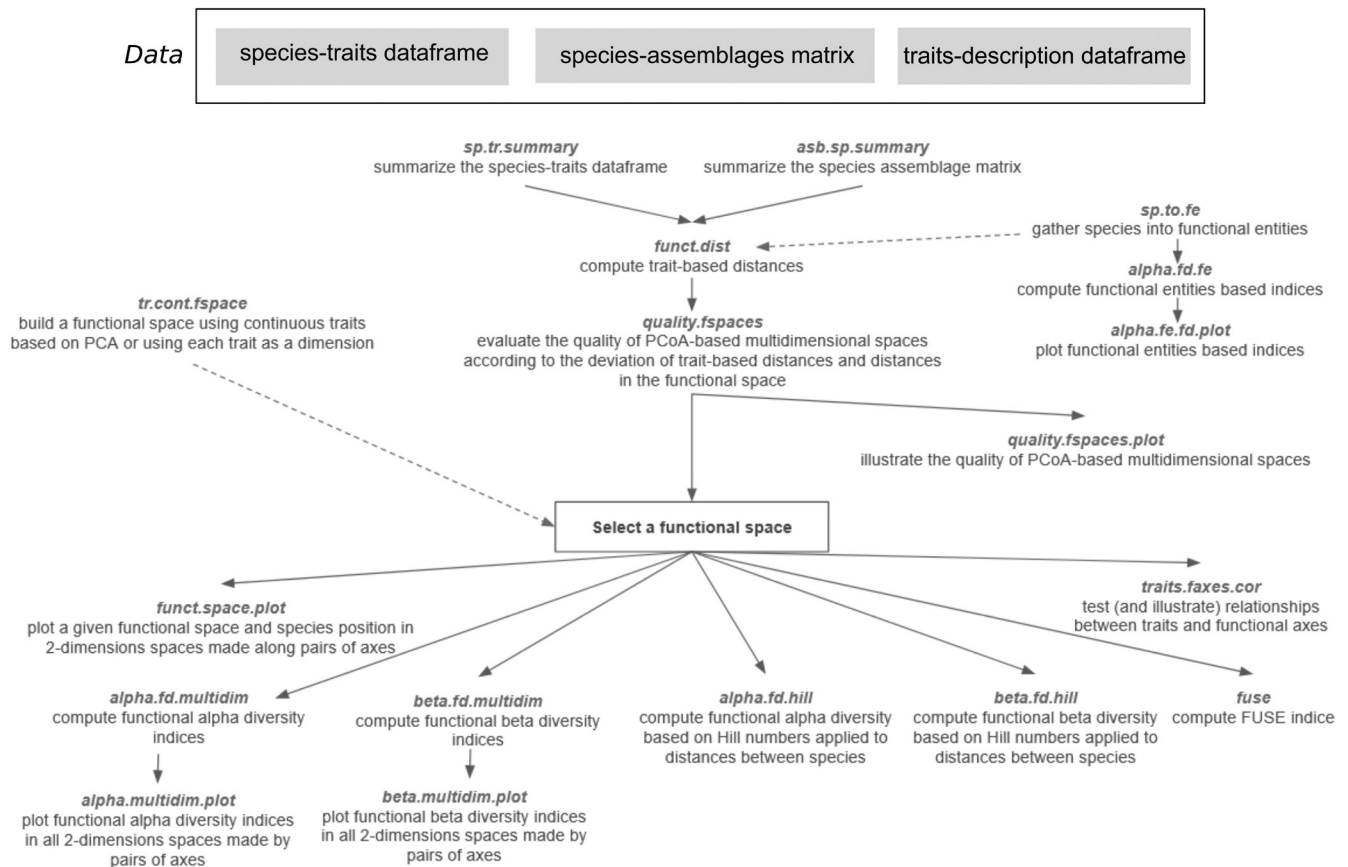 Data
species-traits dataframe
species-assemblages matrix
traits-description dataframe
sp.tr.summary
summarize the species-traits dataframe
asb.sp.summary
summarize the species assemblage matrix
sp.to.fe
gather species into functional entities
funct.dist
compute trait-based distances
alpha.fd.fe
compute functional entities based indices
tr.cont.fspace
build a functional space using continuous traits
based on PCA or using each trait as a dimension
quality.fspaces
evaluate the quality of PCoA-based multidimensional spaces
according to the deviation of trait-based distances and distances
in the functional space
alpha.fe.fd.plot
plot functional entities based indices
quality.fspaces.plot
illustrate the quality of PCoA-based multidimensional spaces
Select a functional space
funct.space.plot
plot a given functional space and species position in
2-dimensions spaces made along pairs of axes
traits.faxes.cor
test (and illustrate) relationships
between traits and functional axes
alpha.fd.multidim
compute functional alpha diversity
indices
beta.fd.multidim
compute functional beta diversity
indices
alpha.fd.hill
compute functional alpha diversity
based on Hill numbers applied to
distances between species
beta.fd.hill
compute functional beta diversity
based on Hill numbers applied to
distances between species
fuse
compute FUSE indice
alpha.multidim.plot
plot functional alpha diversity indices
in all 2-dimensions spaces made by
pairs of axes
beta.multidim.plot
plot functional beta diversity indices
in all 2-dimensions spaces made by
pairs of axes